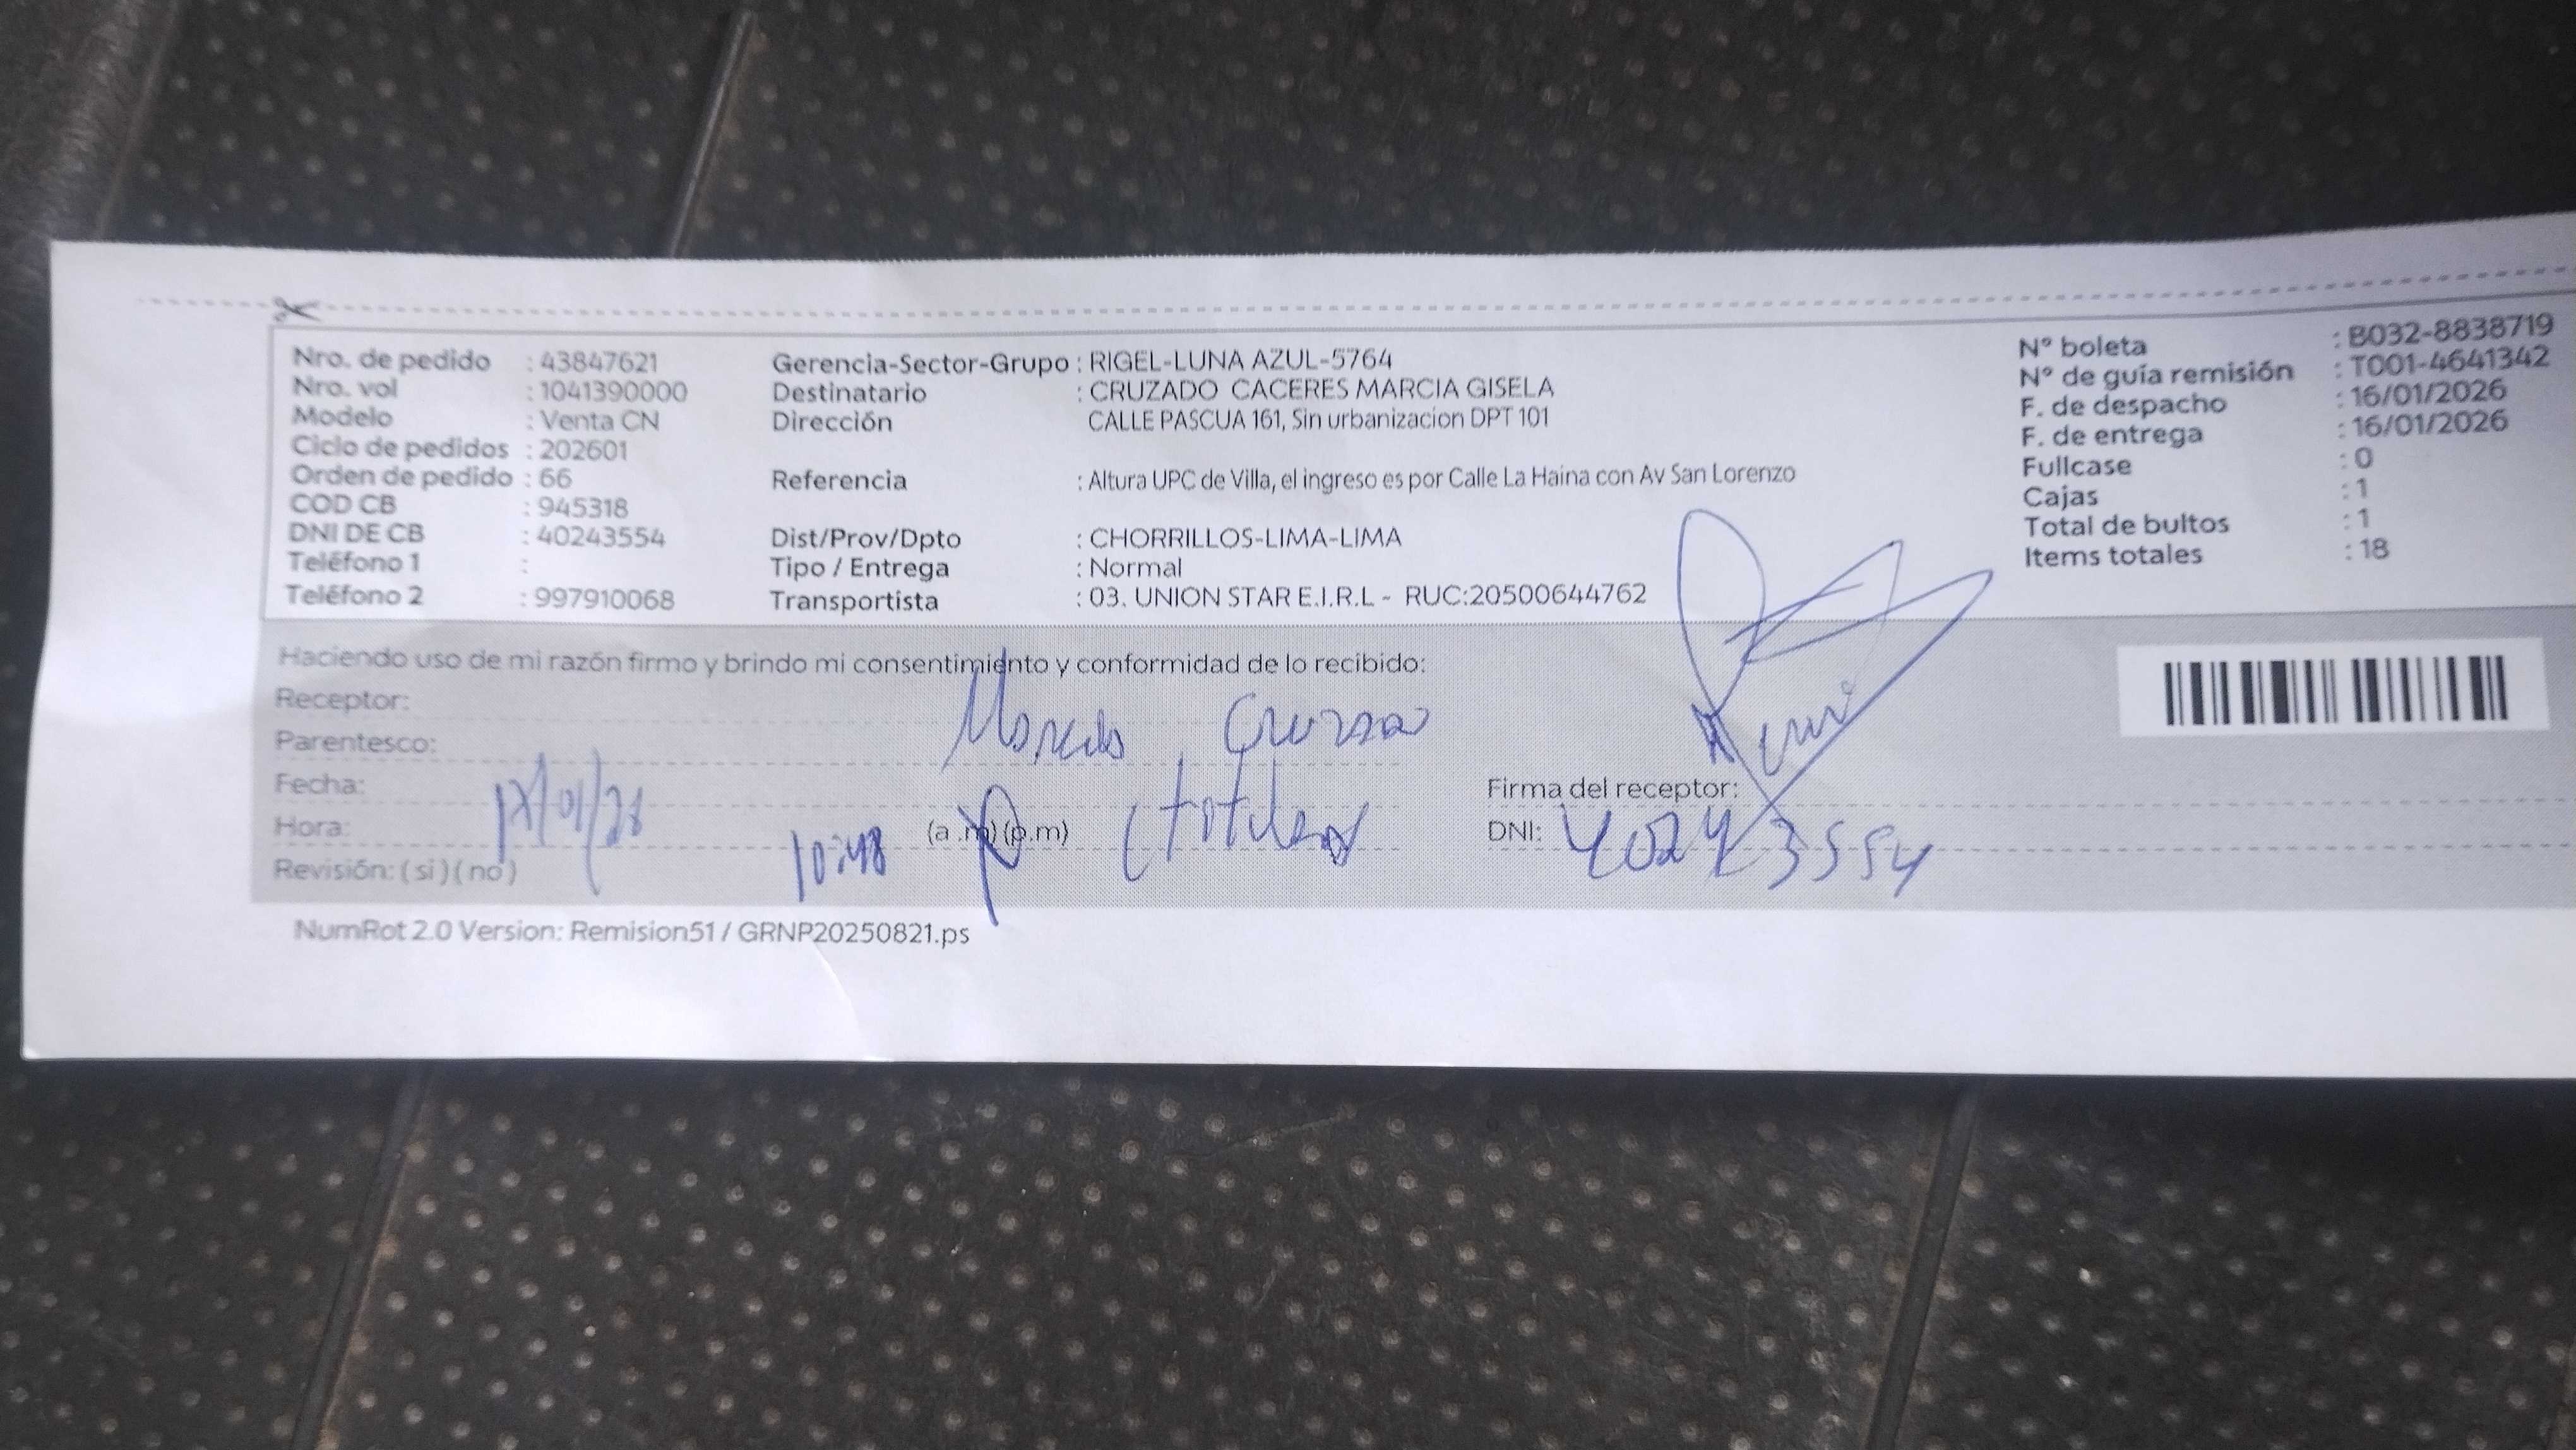 Nro. de pedido : 43847621
Nro. vol : 1041390000
Modelo : Venta CN
Ciclo de pedidos : 202601
Orden de pedido : 66
COD CB : 945318
DNI DE CB : 40243554
Teléfono 1 :
Teléfono 2 : 997910068
Gerencia-Sector-Grupo : RIGEL-LUNA AZUL-5764
Destinatario : CRUZADO CACERES MARCIA GISELA
Dirección CALLE PASCUA 161, Sin urbanizacion DPT 101
Referencia : Altura UPC de Villa, el ingreso es por Calle La Haina con Av San Lorenzo
Dist/Prov/Dpto : CHORRILLOS-LIMA-LIMA
Tipo / Entrega : Normal
Transportista : 03. UNION STAR E.I.R.L - RUC:20500644762
N° boleta : B032-8838719
N° de guía remisión : T001-4641342
F. de despacho : 16/01/2026
F. de entrega : 16/01/2026
Fullcase : 0
Cajas : 1
Total de bultos : 1
Items totales : 18
Haciendo uso de mi razón firmo y brindo mi consentimiento y conformidad de lo recibido:
Receptor:
Parentesco:
Fecha: 17/01/26
Hora: 10:48 (a .m) (p.m)
Revisión: ( si ) ( no )
Firma del receptor:
DNI: 40243554
NumRot 2.0 Version: Remision51 / GRNP20250821.ps